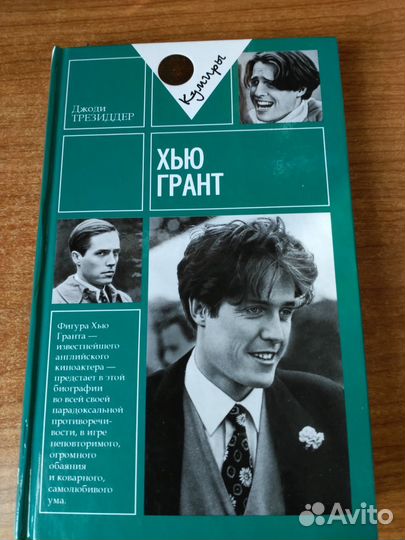 Кумиры
Джоди
ТРЕЗИДДЕР
ХЬЮ
ГРАНТ
Фигура Хью
Гранта —
известнейшего
английского
киноактера —
предстает в этой
биографии
во всей своей
парадоксальной
противоречи-
вости, в игре
неповторимого,
огромного
обаяния
и коварного,
самолюбивого
ума.
Avito